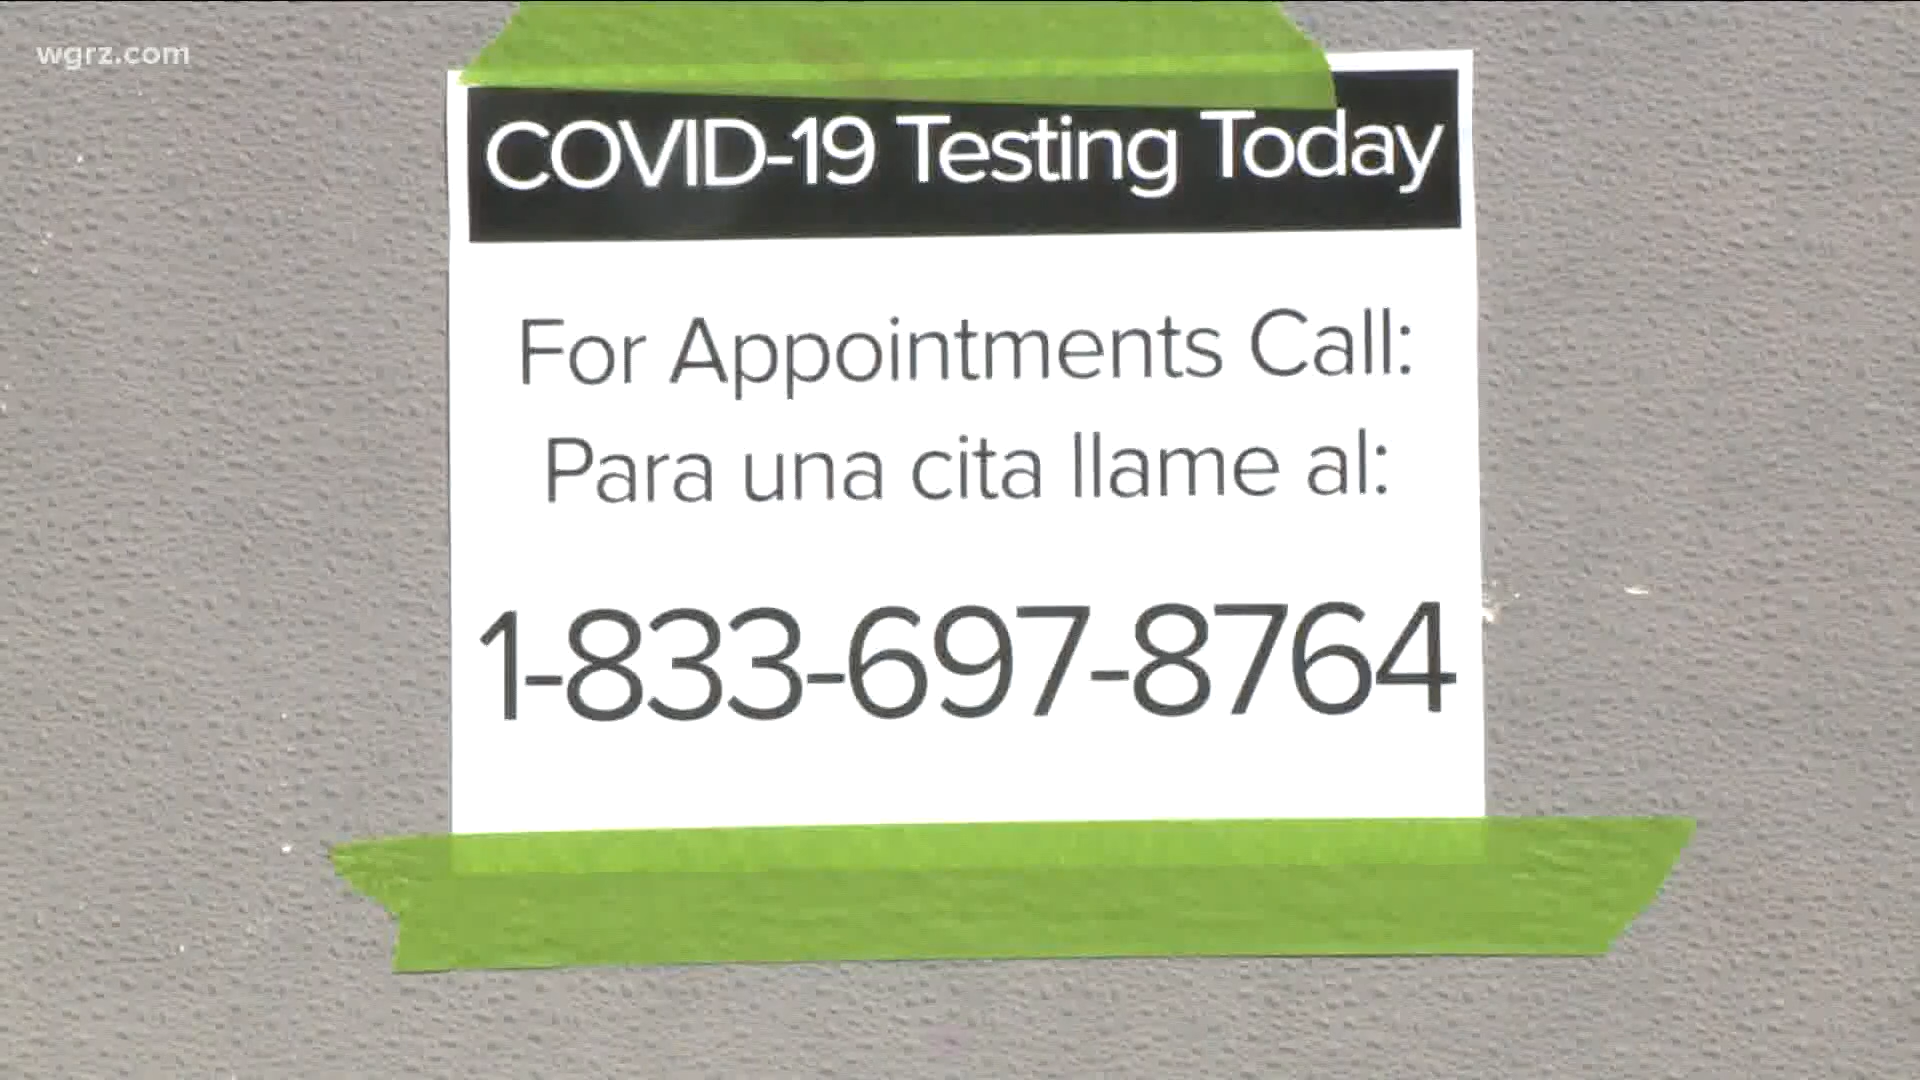 wgrz.com
COVID-19 Testing Today
For Appointments Call:
Para una cita llame al:
1-833-697-8764